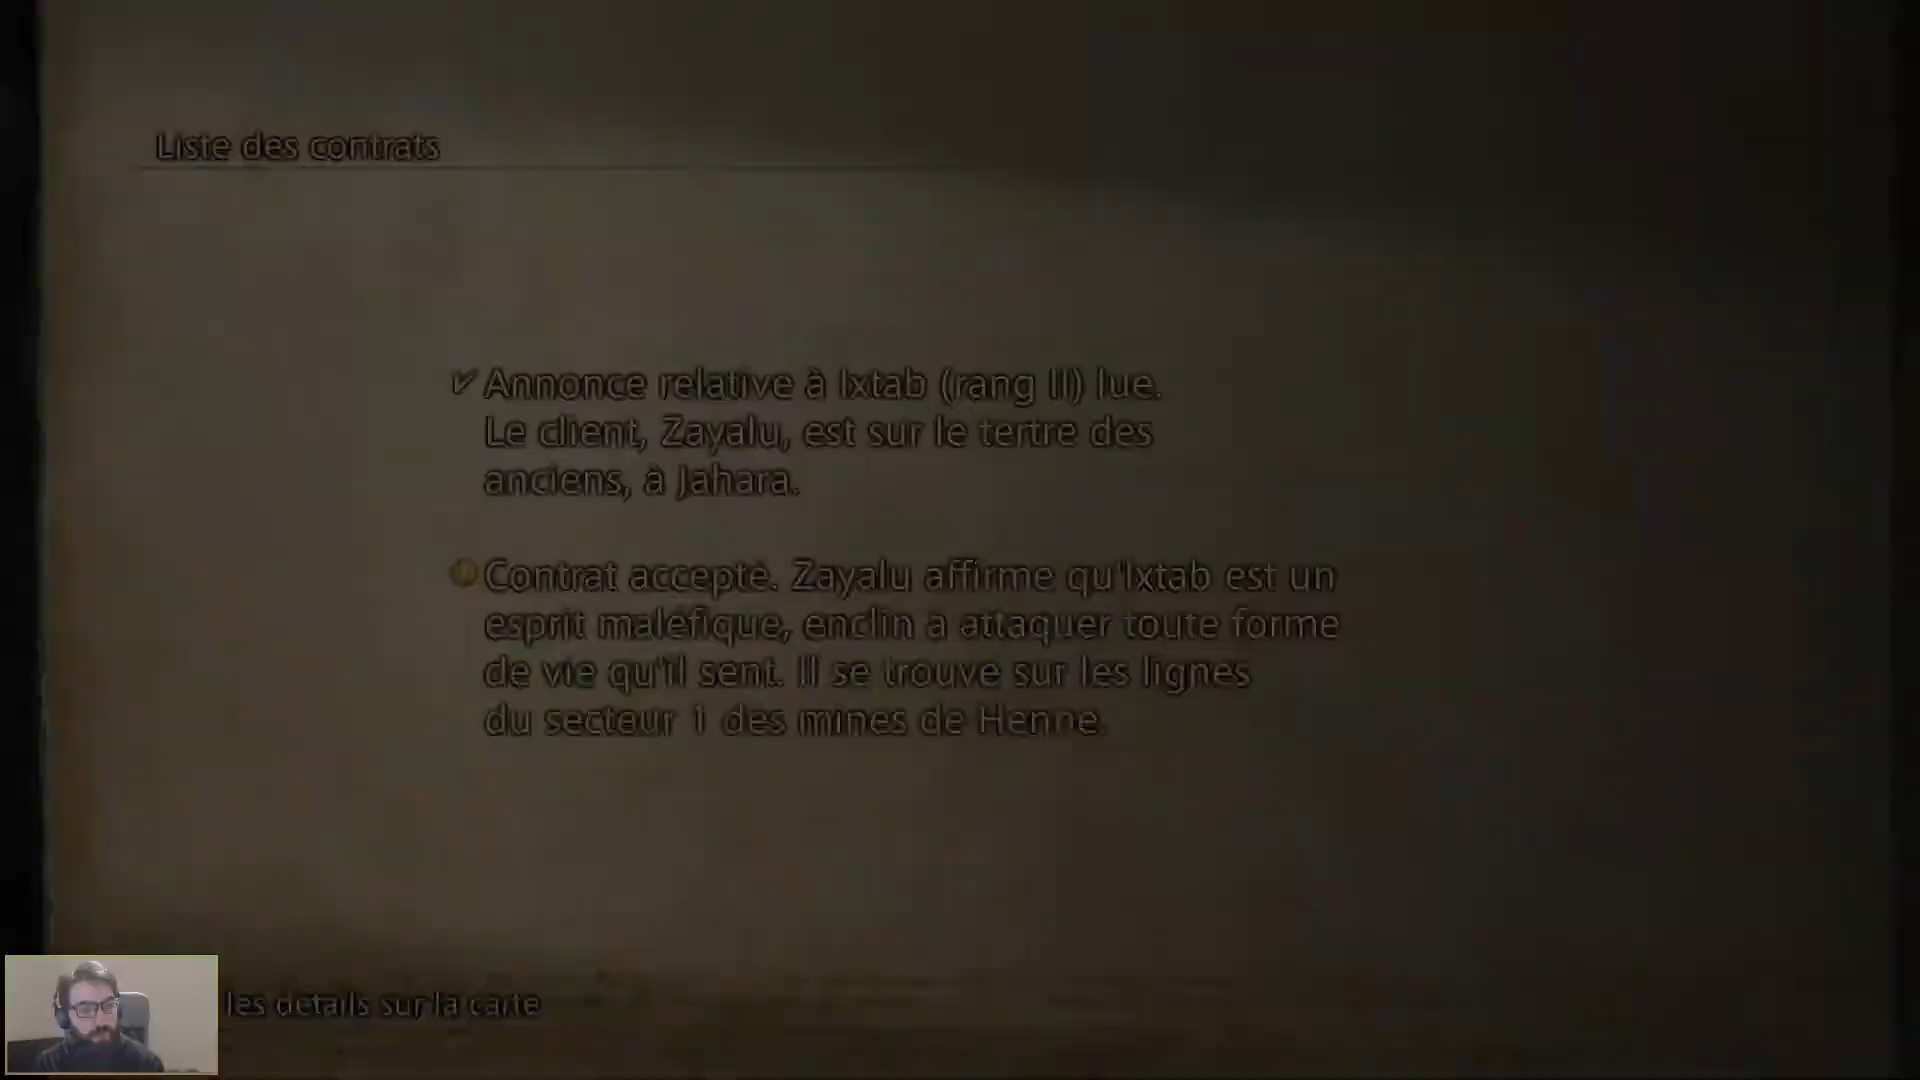 Liste des contrats
✓ Annonce relative à Ixtab (rang II) lue.
Le client, Zayalu, est sur le tertre des
anciens, à Jahara.
Contrat accepté. Zayalu affirme qu'Ixtab est un
esprit maléfique, enclin à attaquer toute forme
de vie qu'il sent. Il se trouve sur les lignes
du secteur 1 des mines de Henne.
les détails sur la carte